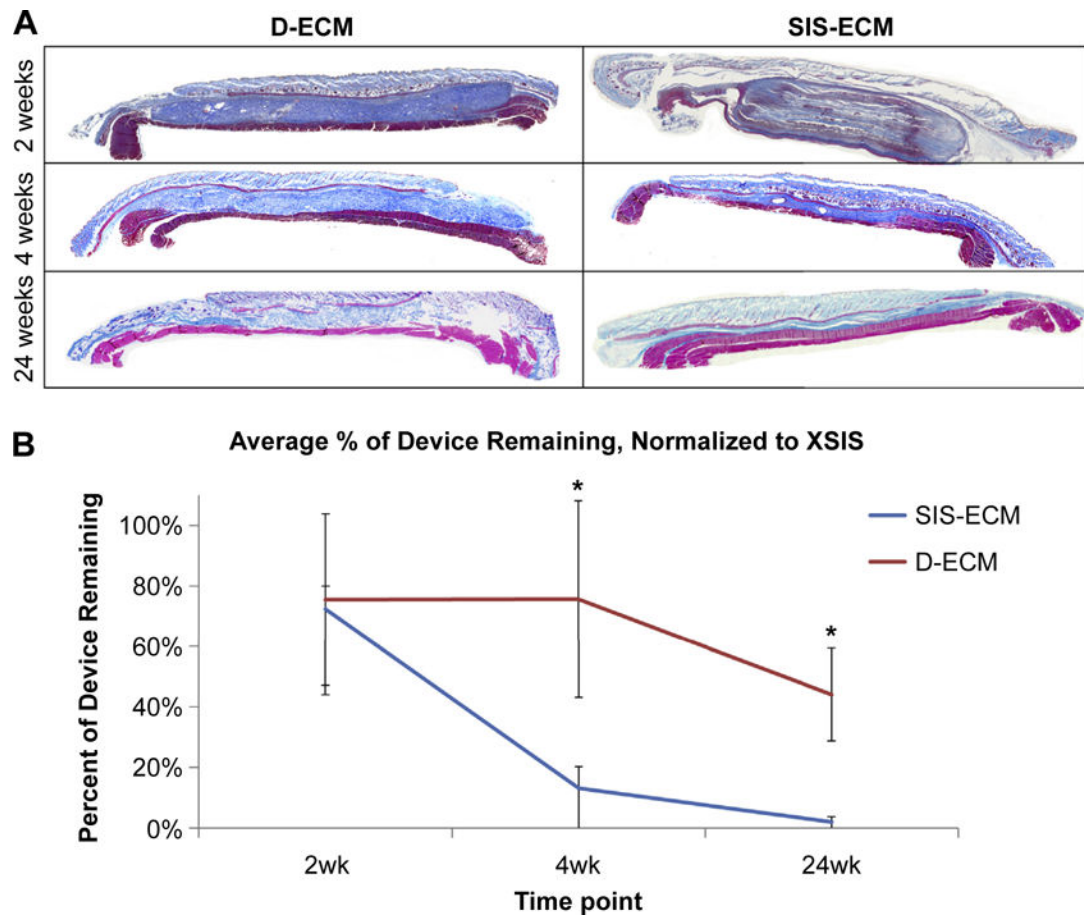 A
D-ECM SIS-ECM
2 weeks
4 weeks
24 weeks
B
Average % of Device Remaining, Normalized to XSIS
Percent of Device Remaining
100%
80%
60%
40%
20%
0%
*
*
SIS-ECM
D-ECM
2wk 4wk 24wk
Time point